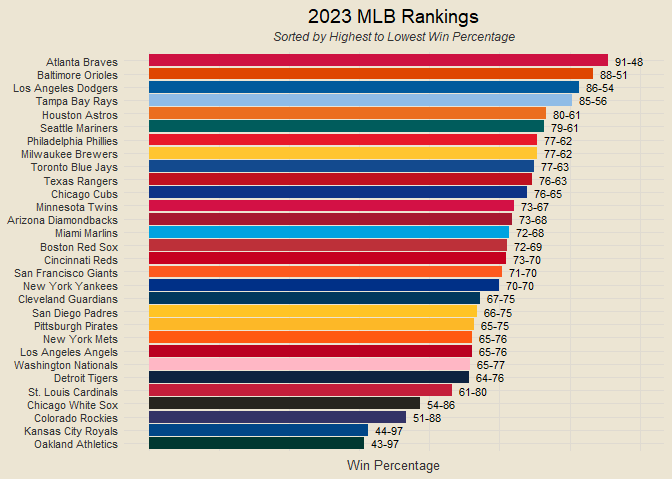 2023 MLB Rankings
Sorted by Highest to Lowest Win Percentage
Atlanta Braves 91-48
Baltimore Orioles 88-51
Los Angeles Dodgers 86-54
Tampa Bay Rays 85-56
Houston Astros 80-61
Seattle Mariners 79-61
Philadelphia Phillies 77-62
Milwaukee Brewers 77-62
Toronto Blue Jays 77-63
Texas Rangers 76-63
Chicago Cubs 76-65
Minnesota Twins 73-67
Arizona Diamondbacks 73-68
Miami Marlins 72-68
Boston Red Sox 72-69
Cincinnati Reds 73-70
San Francisco Giants 71-70
New York Yankees 70-70
Cleveland Guardians 67-75
San Diego Padres 66-75
Pittsburgh Pirates 65-75
New York Mets 65-76
Los Angeles Angels 65-76
Washington Nationals 65-77
Detroit Tigers 64-76
St. Louis Cardinals 61-80
Chicago White Sox 54-86
Colorado Rockies 51-88
Kansas City Royals 44-97
Oakland Athletics 43-97
Win Percentage